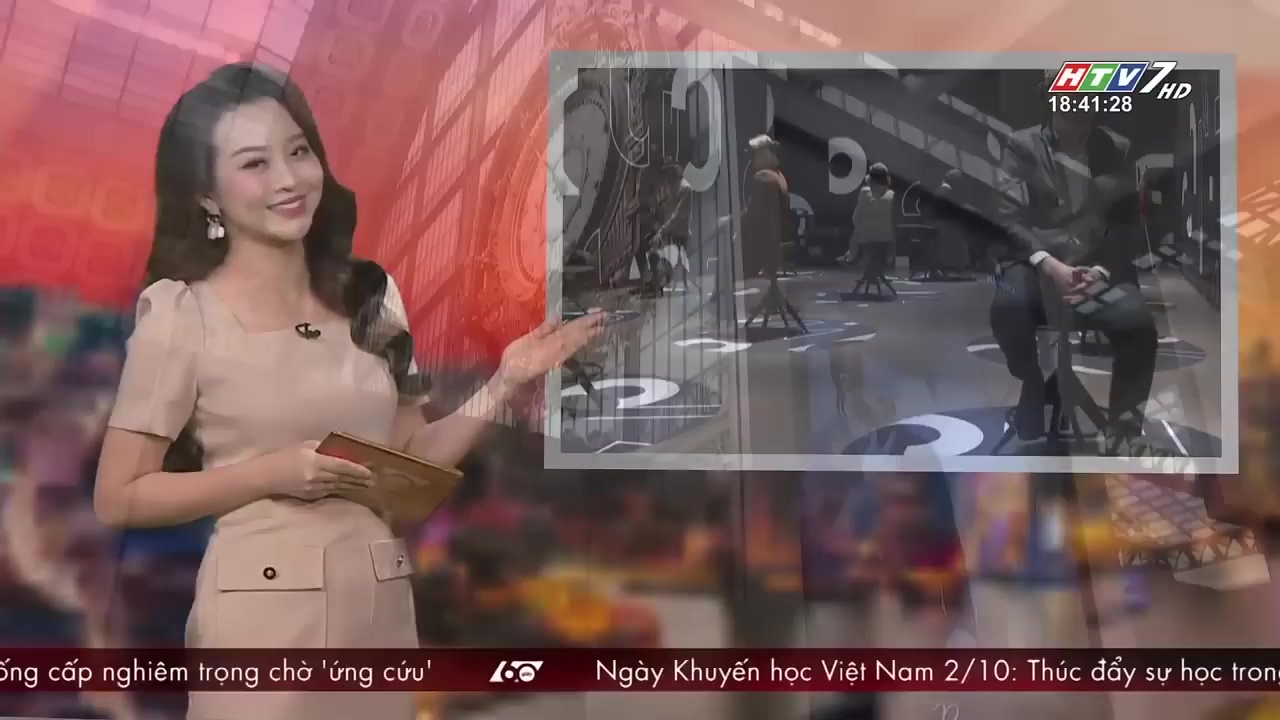 HTV7 HD
18:41:28
ống cấp nghiêm trọng chờ 'ứng cứu'
60
Ngày Khuyến học Việt Nam 2/10: Thúc đẩy sự học trong